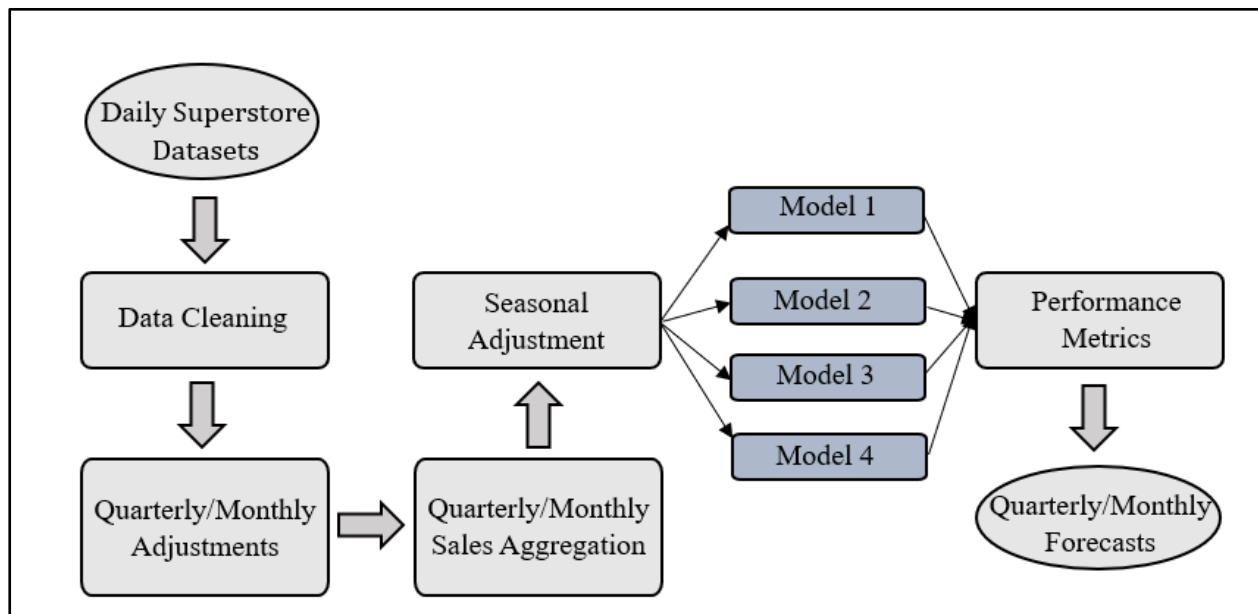 Daily Superstore
Datasets
Data Cleaning
Quarterly/Monthly
Adjustments
Quarterly/Monthly
Sales Aggregation
Seasonal
Adjustment
Model 1
Model 2
Model 3
Model 4
Performance
Metrics
Quarterly/Monthly
Forecasts